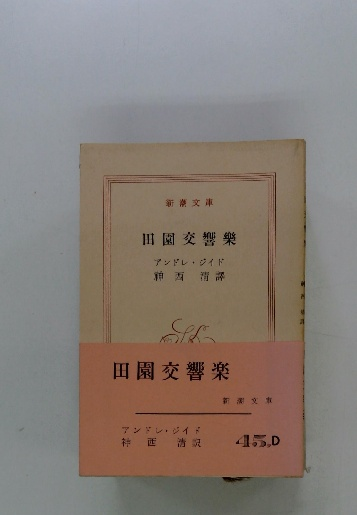 新潮文庫
田園交響樂
アンドレ・ジイド
神西清譯
田園交響楽
新潮文庫
アンドレ・ジイド
神西清訳
45.D